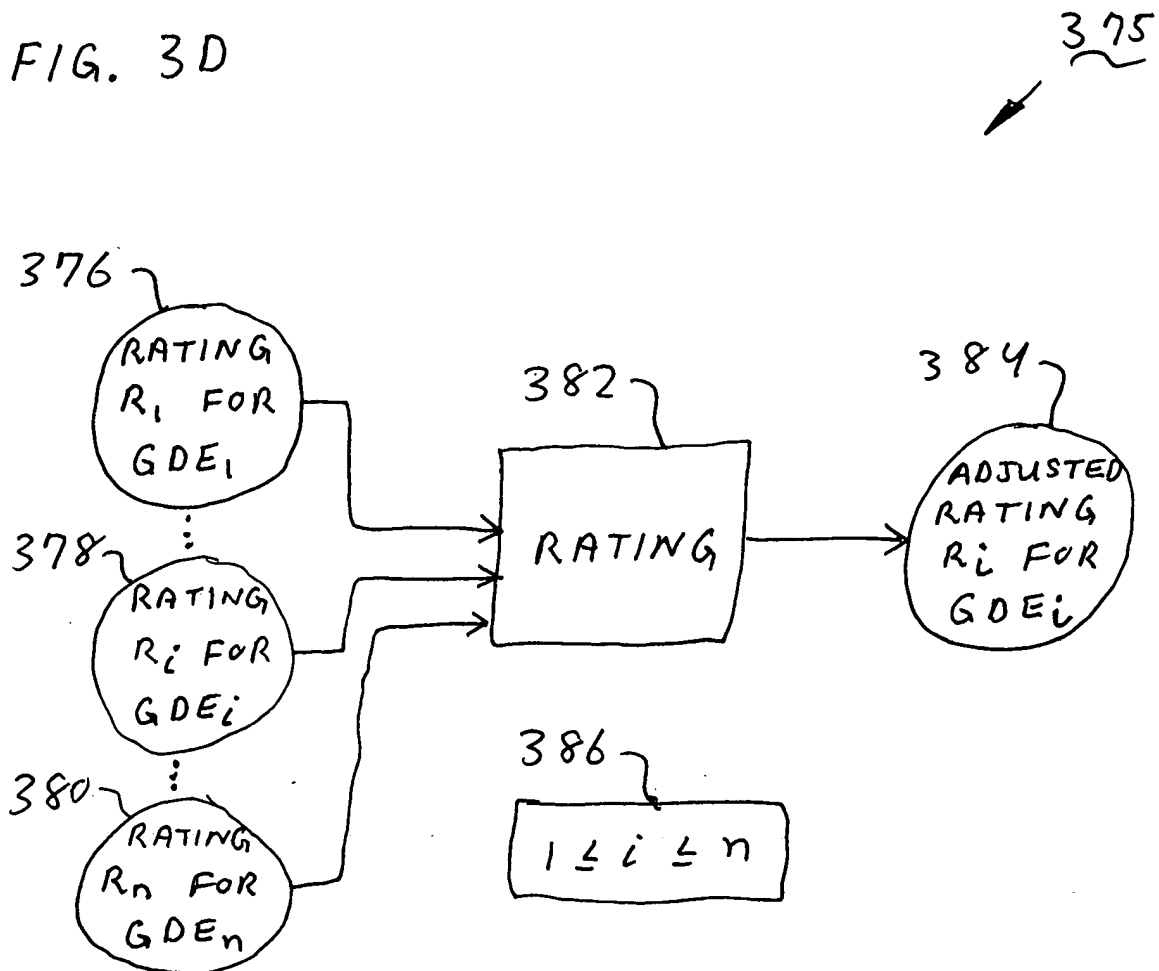 FIG. 3D
375
376
RATING
R₁ FOR
GDE₁
378
RATING
Rᵢ FOR
GDEᵢ
380
RATING
Rₙ FOR
GDEₙ
382
RATING
384
ADJUSTED
RATING
Rᵢ FOR
GDEᵢ
386
1 ≤ i ≤ n